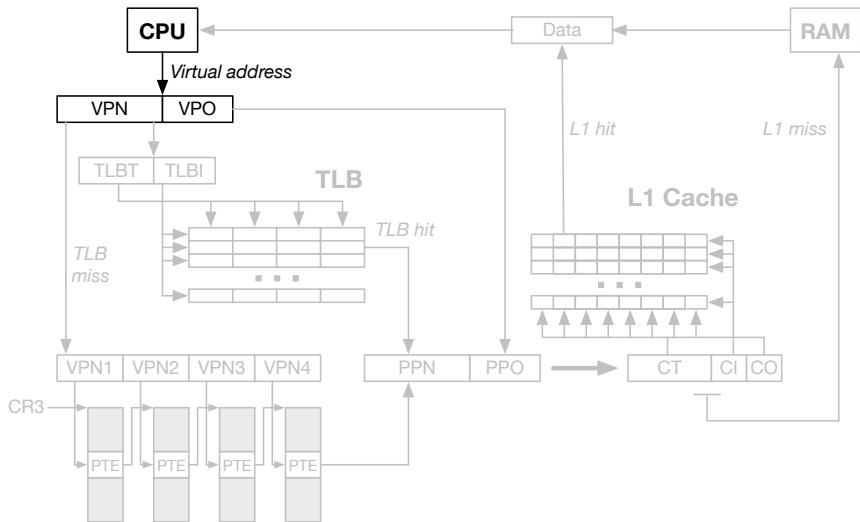 CPU
Data
RAM
Virtual address
VPN VPO
L1 hit
L1 miss
TLBT TLBI
TLB
L1 Cache
TLB hit
TLB
miss
VPN1 VPN2 VPN3 VPN4
PPN PPO
CT CI CO
CR3
PTE PTE PTE PTE